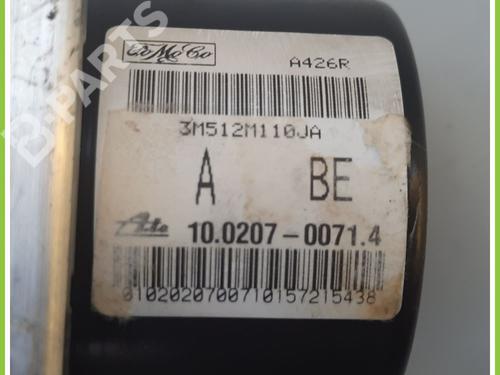 FoMoCo
A426R
3M512M110JA
A BE
Ate 10.0207-0071.4
0102020700710157215438
B-PARTS